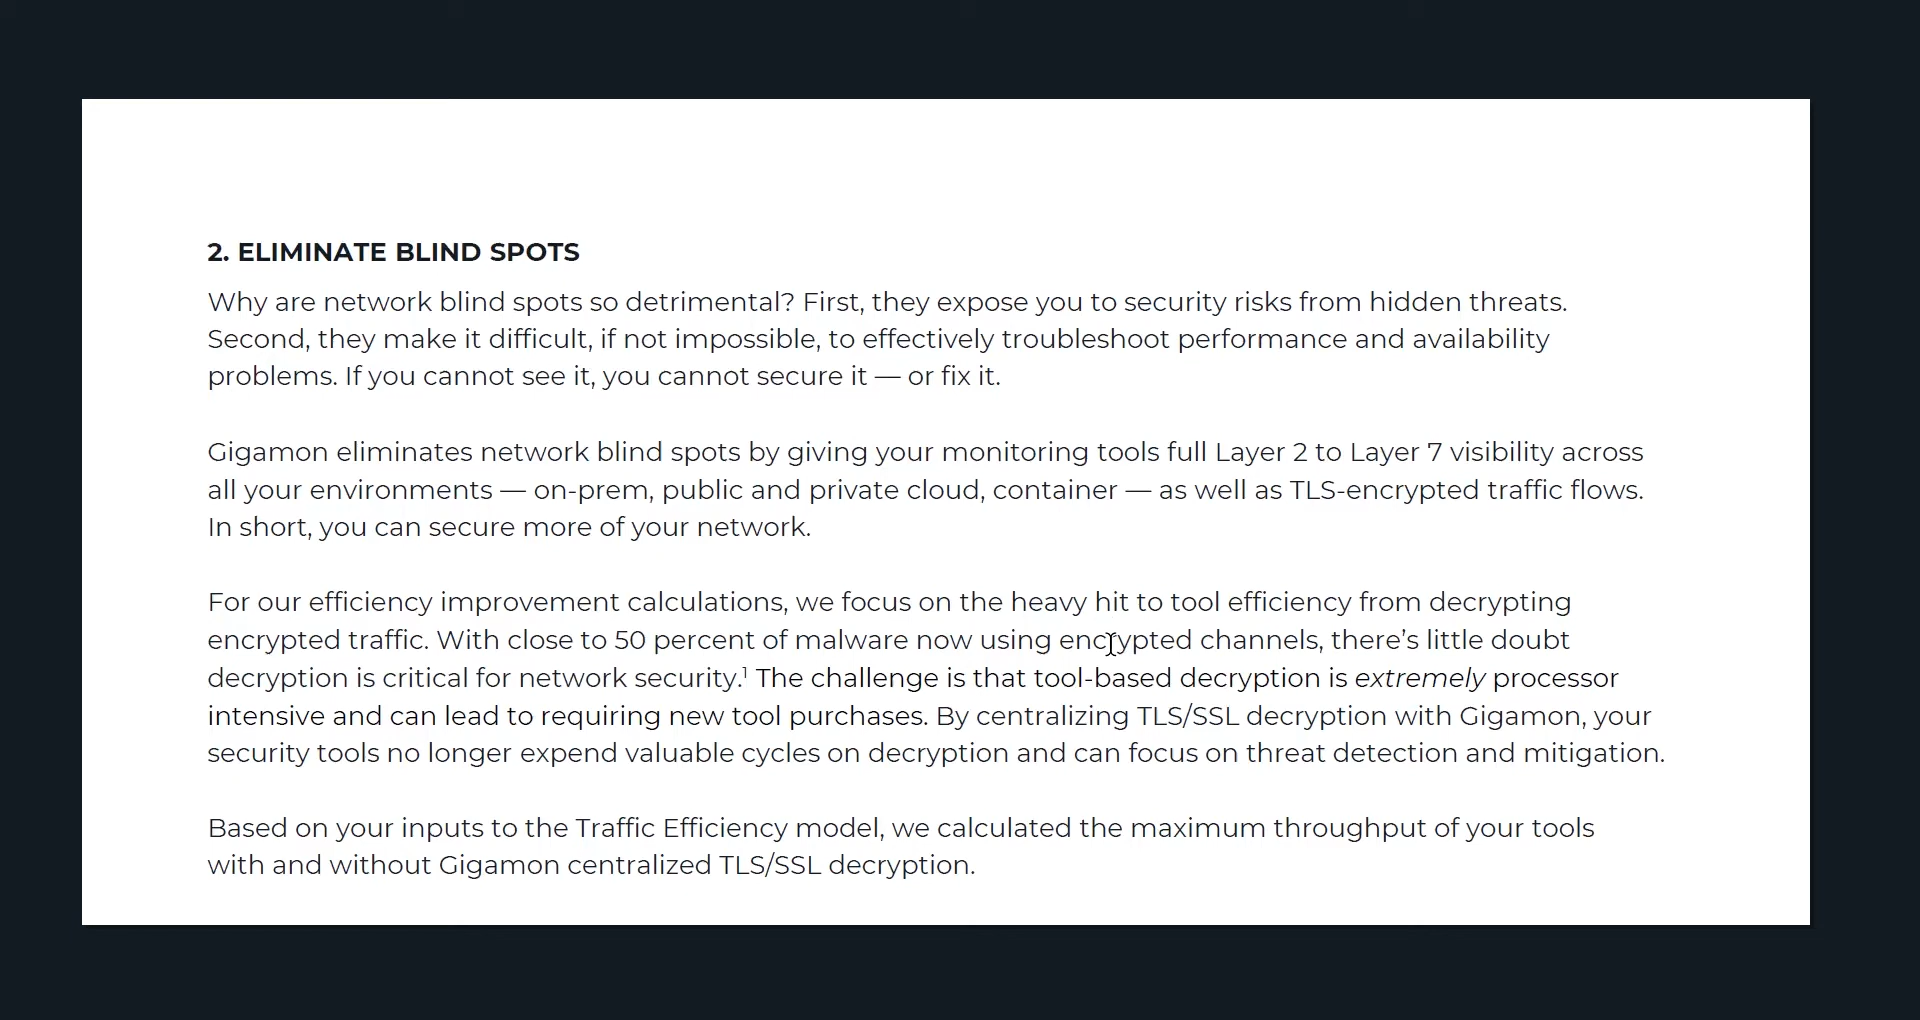 2. ELIMINATE BLIND SPOTS
Why are network blind spots so detrimental? First, they expose you to security risks from hidden threats.
Second, they make it difficult, if not impossible, to effectively troubleshoot performance and availability
problems. If you cannot see it, you cannot secure it — or fix it.
Gigamon eliminates network blind spots by giving your monitoring tools full Layer 2 to Layer 7 visibility across
all your environments — on-prem, public and private cloud, container — as well as TLS-encrypted traffic flows.
In short, you can secure more of your network.
For our efficiency improvement calculations, we focus on the heavy hit to tool efficiency from decrypting
encrypted traffic. With close to 50 percent of malware now using encrypted channels, there’s little doubt
decryption is critical for network security.¹ The challenge is that tool-based decryption is extremely processor
intensive and can lead to requiring new tool purchases. By centralizing TLS/SSL decryption with Gigamon, your
security tools no longer expend valuable cycles on decryption and can focus on threat detection and mitigation.
Based on your inputs to the Traffic Efficiency model, we calculated the maximum throughput of your tools
with and without Gigamon centralized TLS/SSL decryption.